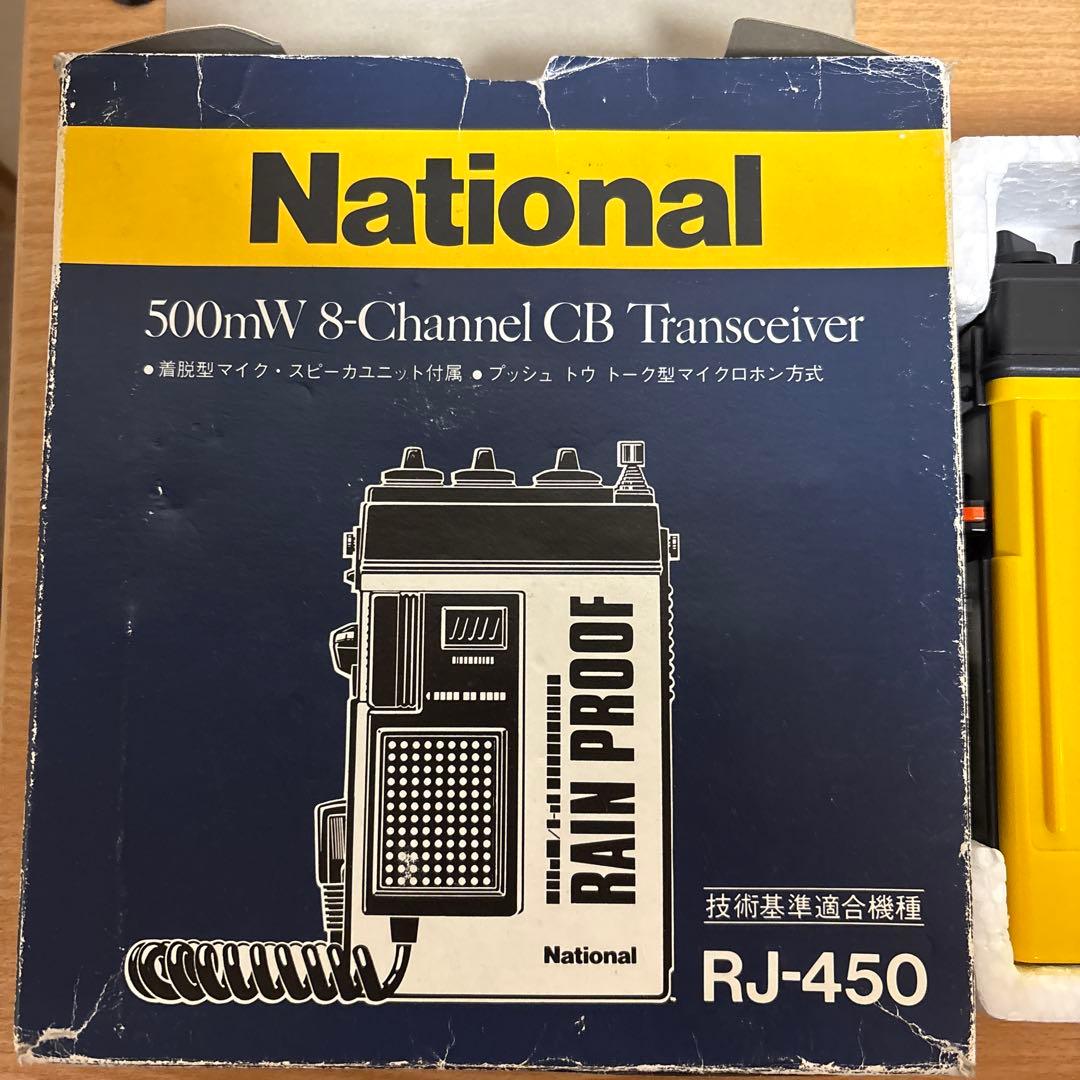 National
500mW 8-Channel CB Transceiver
●着脱型マイク・スピーカユニット付属 ●プッシュ トウ トーク型マイクロホン方式
RAIN PROOF
National
技術基準適合機種
RJ-450